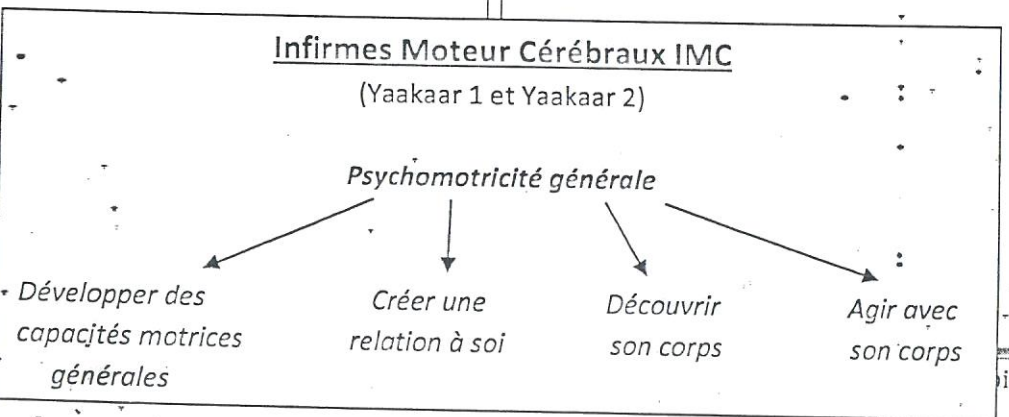 Infirmes Moteur Cérébraux IMC
(Yaakaar 1 et Yaakaar 2)
Psychomotricité générale
Développer des
capacités motrices
générales
Créer une
relation à soi
Découvrir
son corps
Agir avec
son corps